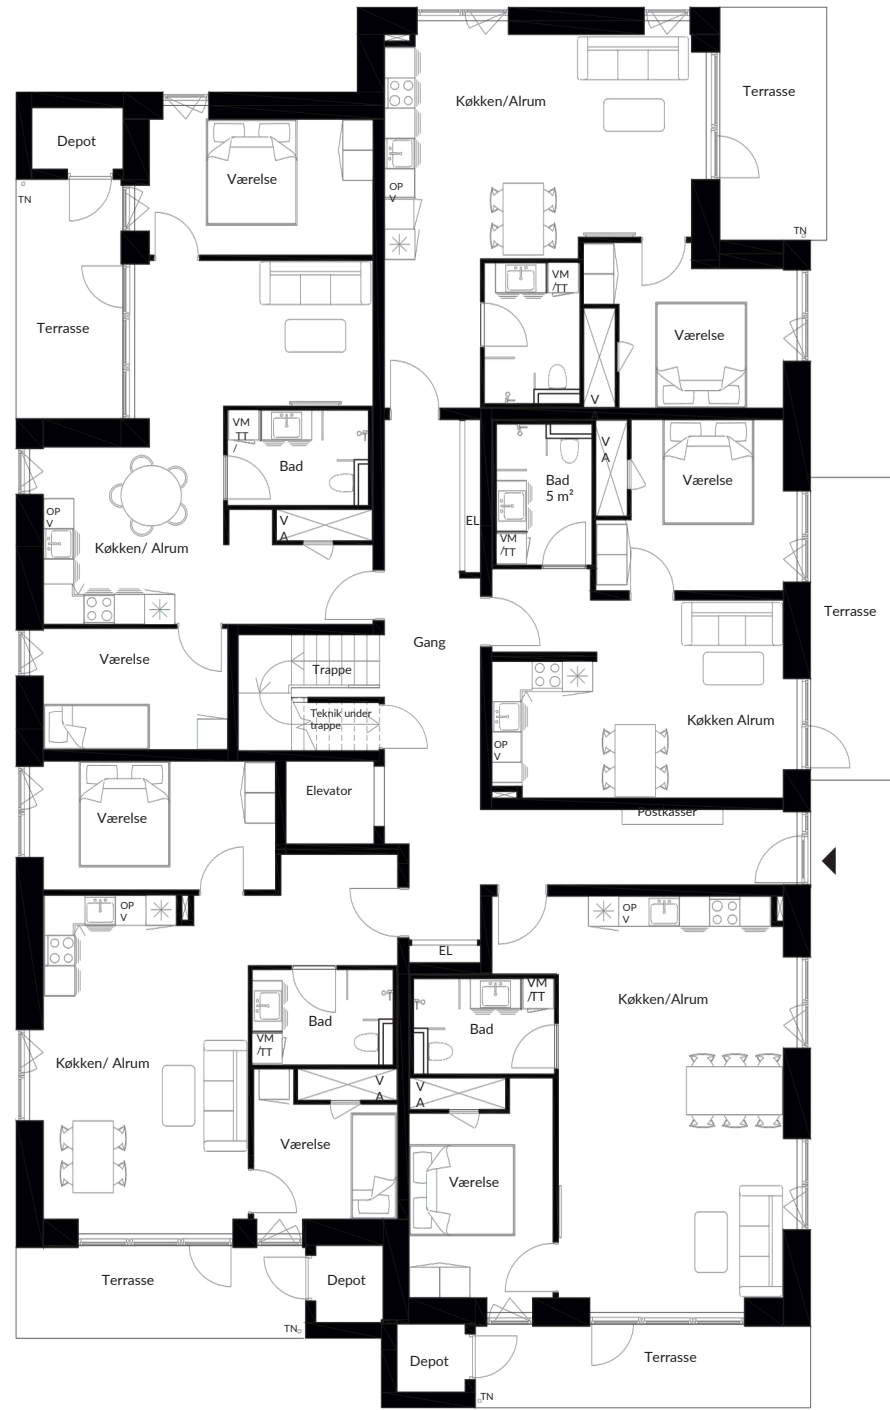 Køkken/Alrum
Terrasse
Depot
Værelse
OP
V
TN
TN
VM
/TT
Terrasse
Værelse
V
A
VM
TT
/
V
A
Værelse
Bad
Bad
5 m²
OP
V
EL
V
A
Køkken/ Alrum
VM
/TT
Terrasse
Gang
Værelse
Trappe
Teknik under
trappe
Køkken Alrum
OP
V
Elevator
Værelse
Postkasser
OP
V
OP
V
EL
VM
/TT
Køkken/Alrum
Bad
Bad
VM
/TT
Køkken/ Alrum
V
A
V
A
Værelse
Værelse
Terrasse
Depot
TN
Depot
Terrasse
TN